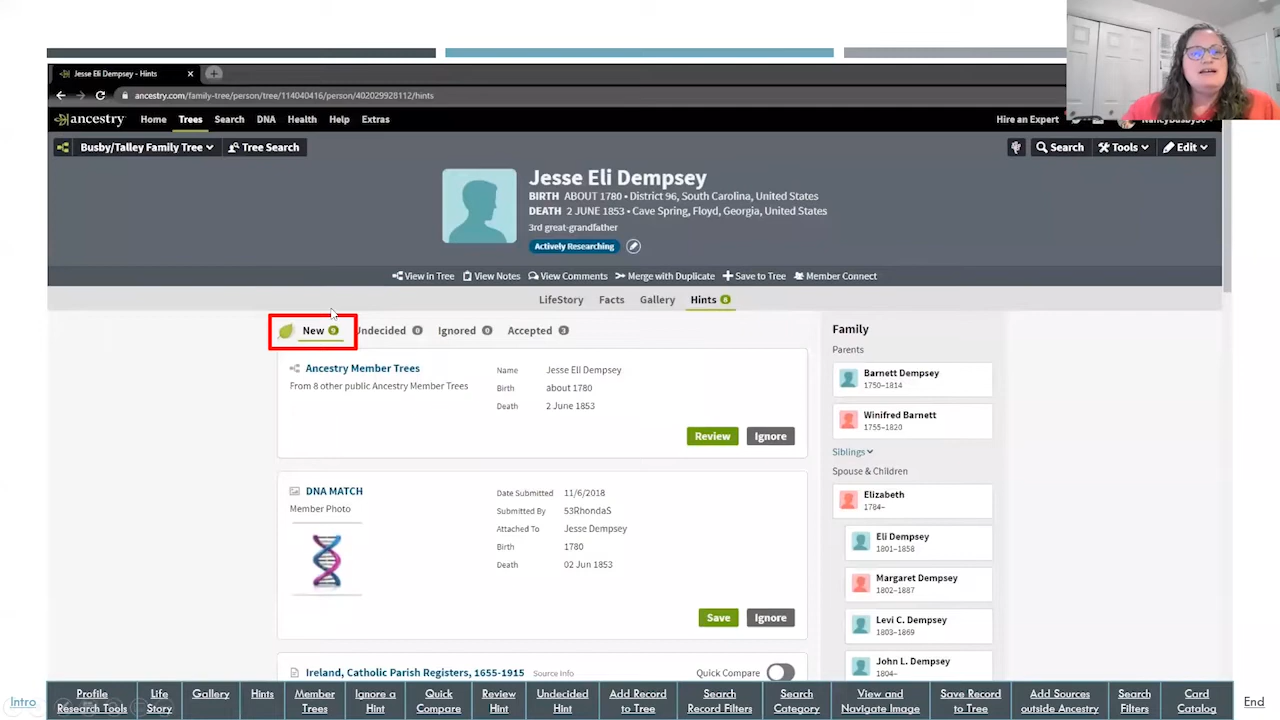 Jesse Eli Dempsey - Hints
ancestry.com/family-tree/person/tree/114040416/person/402029928112/hints
ancestry Home Trees Search DNA Health Help Extras Hire an Expert
Busby/Talley Family Tree Tree Search Search Tools Edit
Jesse Eli Dempsey
BIRTH ABOUT 1780 • District 96, South Carolina, United States
DEATH 2 JUNE 1853 • Cave Spring, Floyd, Georgia, United States
3rd great-grandfather
Actively Researching
View in Tree View Notes View Comments Merge with Duplicate Save to Tree Member Connect
LifeStory Facts Gallery Hints 8
New 9 Undecided 0 Ignored 0 Accepted 3
Ancestry Member Trees
From 8 other public Ancestry Member Trees
Name Jesse Eli Dempsey
Birth about 1780
Death 2 June 1853
Review Ignore
DNA MATCH
Member Photo
Date Submitted 11/6/2018
Submitted By 53RhondaS
Attached To Jesse Dempsey
Birth 1780
Death 02 Jun 1853
Save Ignore
Ireland, Catholic Parish Registers, 1655-1915 Source Info Quick Compare
Family
Parents
Barnett Dempsey
1750–1814
Winifred Barnett
1755–1820
Siblings
Spouse & Children
Elizabeth
1784–
Eli Dempsey
1801–1858
Margaret Dempsey
1802–1887
Levi C. Dempsey
1803–1869
John L. Dempsey
1804–
Intro
Profile
Research Tools
Life
Story
Gallery
Hints
Member
Trees
Ignore a
Hint
Quick
Compare
Review
Hint
Undecided
Hint
Add Record
to Tree
Search
Record Filters
Search
Category
View and
Navigate Image
Save Record
to Tree
Add Sources
outside Ancestry
Search
Filters
Card
Catalog
End